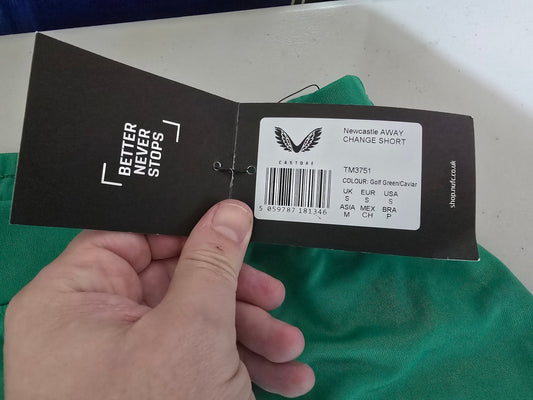 BETTER
NEVER
STOPS
CASTORE
Newcastle AWAY
CHANGE SHORT
TM3751
COLOUR: Golf Green/Caviar
UK EUR USA
S S S
ASIA MEX BRA
M CH P
5 059787 181346
shop.nufc.co.uk